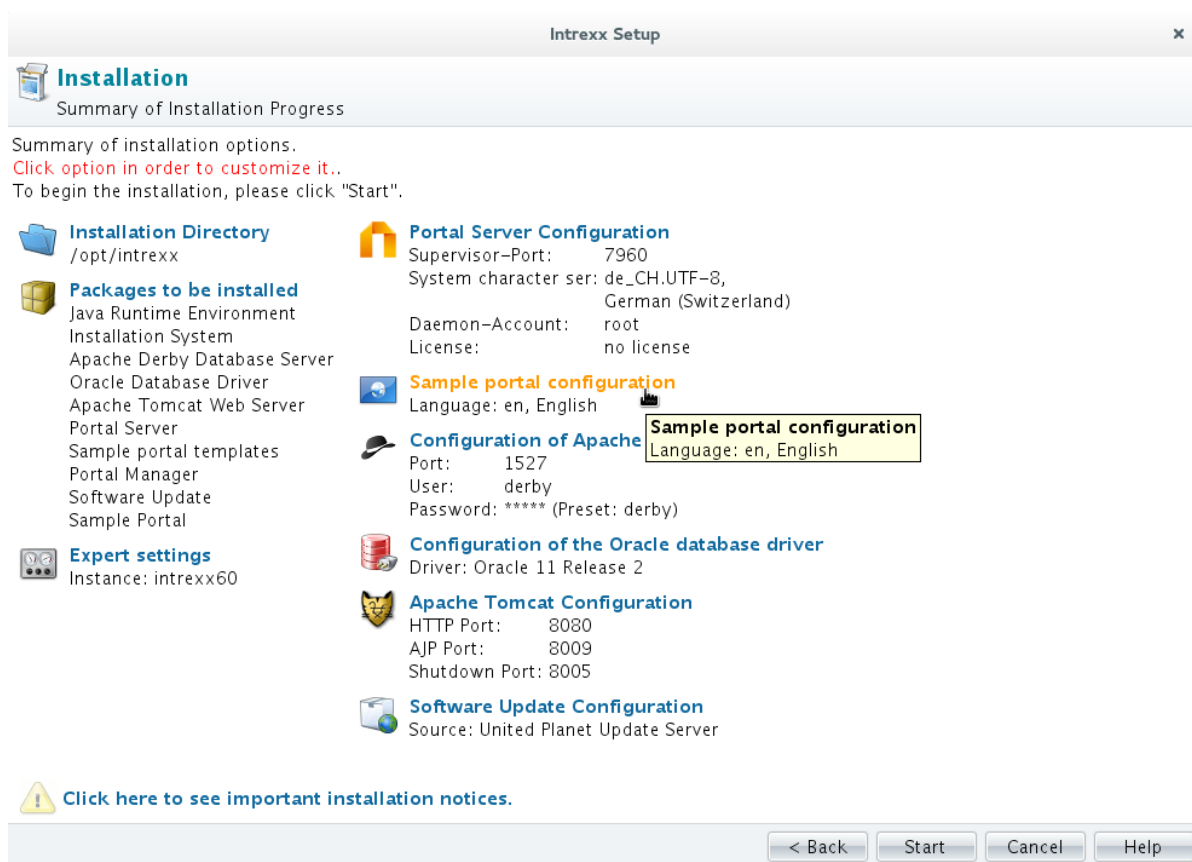 Intrexx Setup
Installation
Summary of Installation Progress
Summary of installation options.
Click option in order to customize it..
To begin the installation, please click "Start".
Installation Directory
/opt/intrexx
Packages to be installed
Java Runtime Environment
Installation System
Apache Derby Database Server
Oracle Database Driver
Apache Tomcat Web Server
Portal Server
Sample portal templates
Portal Manager
Software Update
Sample Portal
Expert settings
Instance: intrexx60
Portal Server Configuration
Supervisor-Port: 7960
System character ser: de_CH.UTF-8,
German (Switzerland)
Daemon-Account: root
License: no license
Sample portal configuration
Language: en, English
Sample portal configuration
Language: en, English
Configuration of Apache
Port: 1527
User: derby
Password: ***** (Preset: derby)
Configuration of the Oracle database driver
Driver: Oracle 11 Release 2
Apache Tomcat Configuration
HTTP Port: 8080
AJP Port: 8009
Shutdown Port: 8005
Software Update Configuration
Source: United Planet Update Server
Click here to see important installation notices.
< Back Start Cancel Help